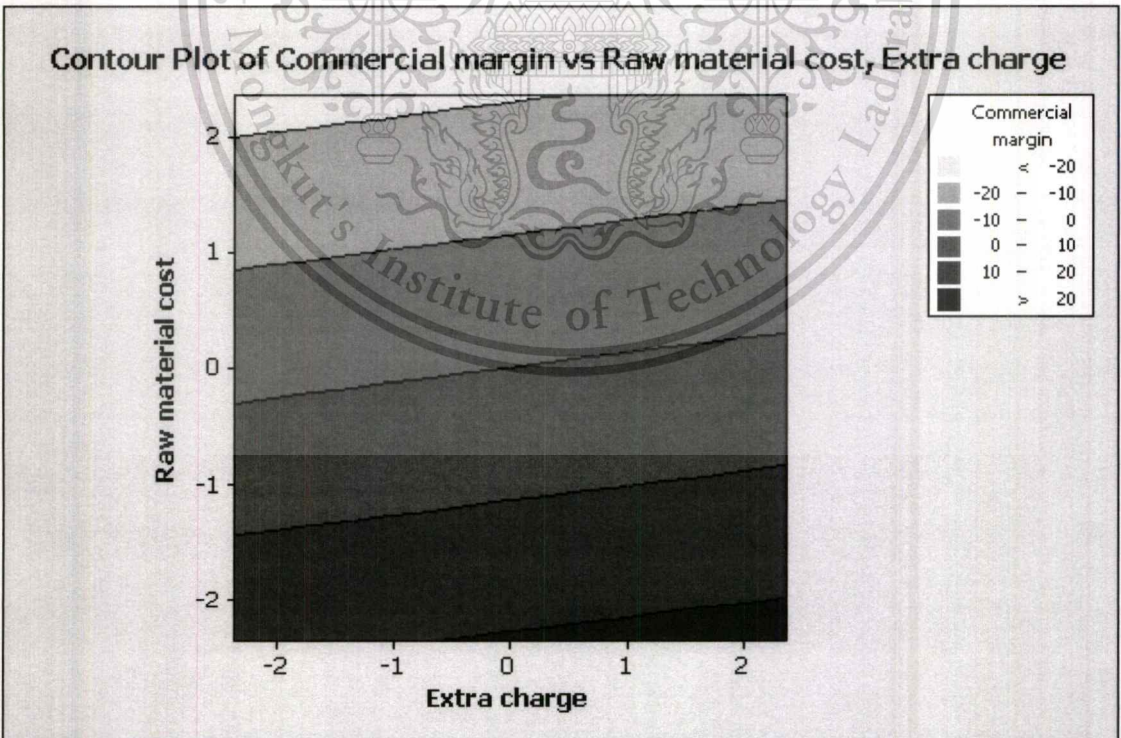 Contour Plot of Commercial margin vs Raw material cost, Extra charge
Commercial
margin
< -20
-20 - -10
-10 - 0
0 - 10
10 - 20
> 20
2
1
0
-1
-2
Raw material cost
-2 -1 0 1 2
Extra charge
ongkut's Institute of Technology Ladkra